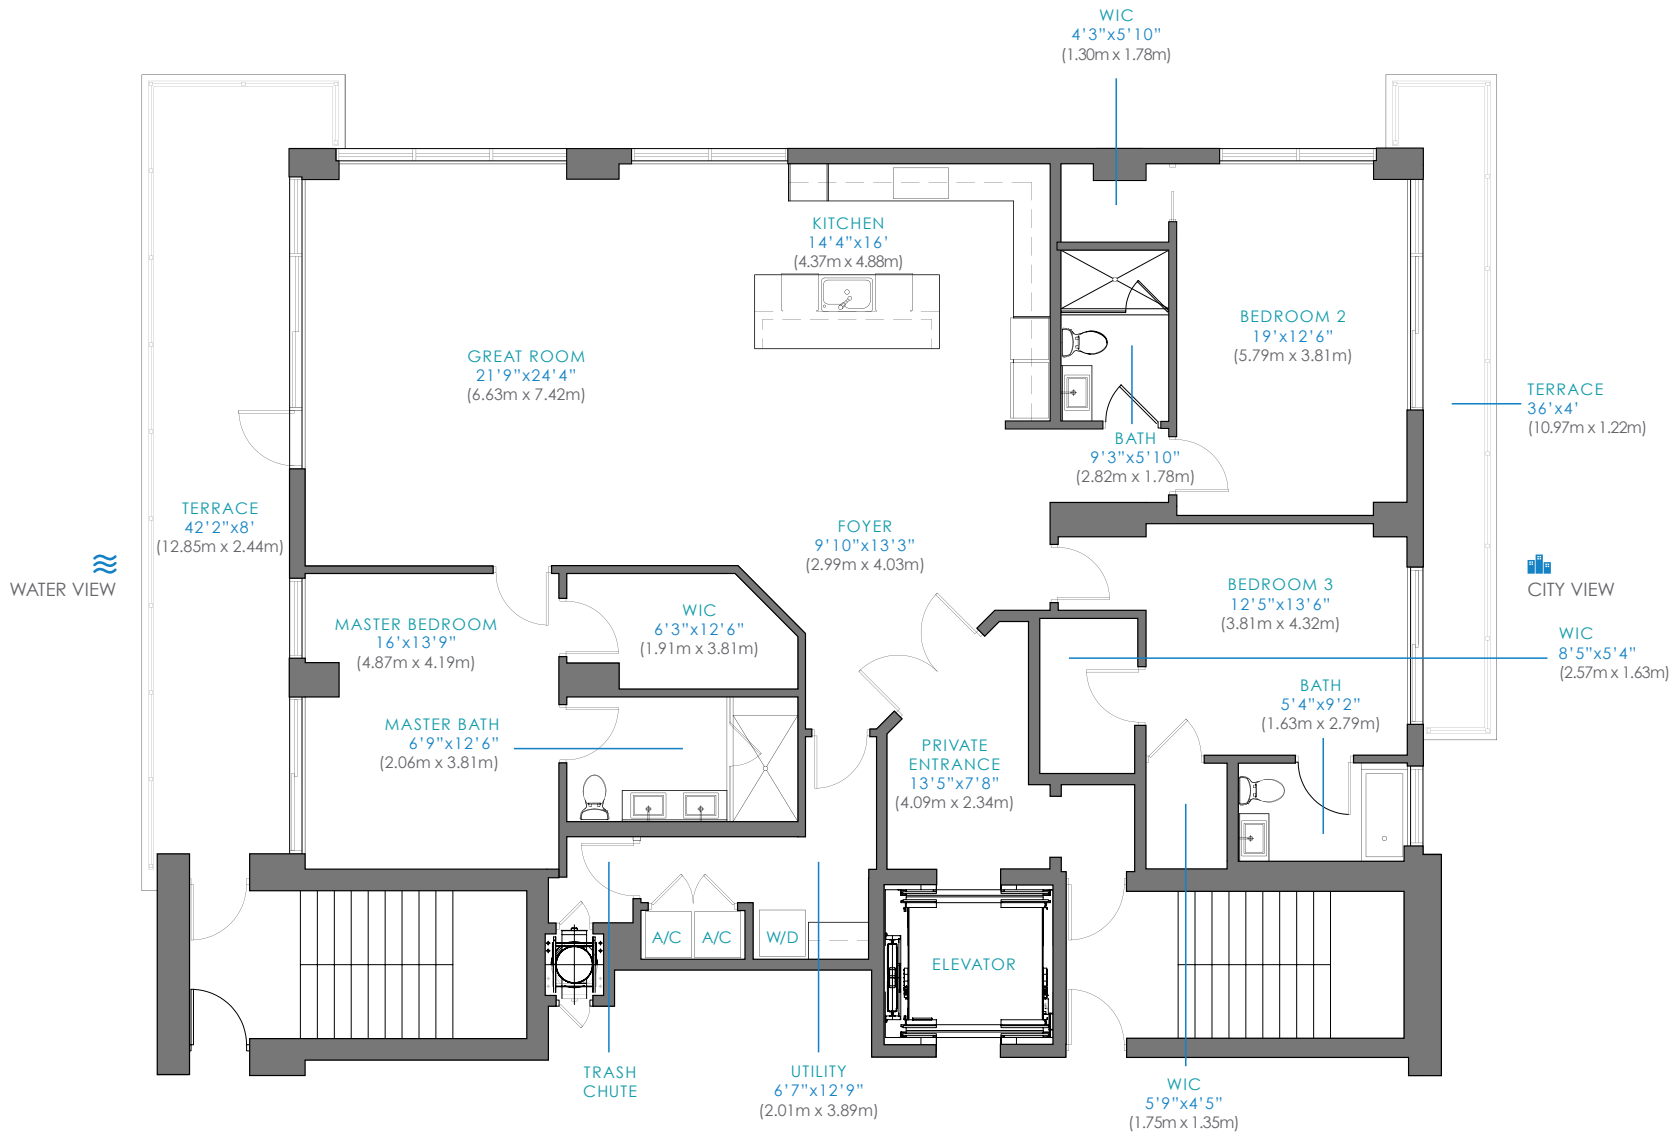 WIC
4'3"x5'10"
(1.30m x 1.78m)
KITCHEN
14'4"x16'
(4.37m x 4.88m)
BEDROOM 2
19'x12'6"
(5.79m x 3.81m)
GREAT ROOM
21'9"x24'4"
(6.63m x 7.42m)
TERRACE
36'x4'
(10.97m x 1.22m)
BATH
9'3"x5'10"
(2.82m x 1.78m)
TERRACE
42'2"x8'
(12.85m x 2.44m)
FOYER
9'10"x13'3"
(2.99m x 4.03m)
WATER VIEW
CITY VIEW
BEDROOM 3
12'5"x13'6"
(3.81m x 4.32m)
MASTER BEDROOM
16'x13'9"
(4.87m x 4.19m)
WIC
6'3"x12'6"
(1.91m x 3.81m)
WIC
8'5"x5'4"
(2.57m x 1.63m)
BATH
5'4"x9'2"
(1.63m x 2.79m)
MASTER BATH
6'9"x12'6"
(2.06m x 3.81m)
PRIVATE
ENTRANCE
13'5"x7'8"
(4.09m x 2.34m)
A/C
A/C
W/D
ELEVATOR
TRASH
CHUTE
UTILITY
6'7"x12'9"
(2.01m x 3.89m)
WIC
5'9"x4'5"
(1.75m x 1.35m)